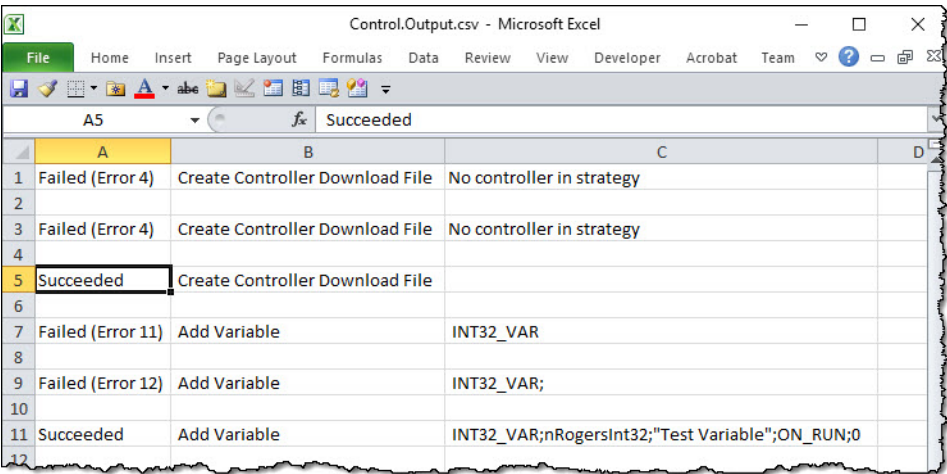 Control.Output.csv - Microsoft Excel
File Home Insert Page Layout Formulas Data Review View Developer Acrobat Team
A abc
A5 fx Succeeded
A B C D
1 Failed (Error 4) Create Controller Download File No controller in strategy
2
3 Failed (Error 4) Create Controller Download File No controller in strategy
4
5 Succeeded Create Controller Download File
6
7 Failed (Error 11) Add Variable INT32_VAR
8
9 Failed (Error 12) Add Variable INT32_VAR;
10
11 Succeeded Add Variable INT32_VAR;nRogersInt32;"Test Variable";ON_RUN;0
12